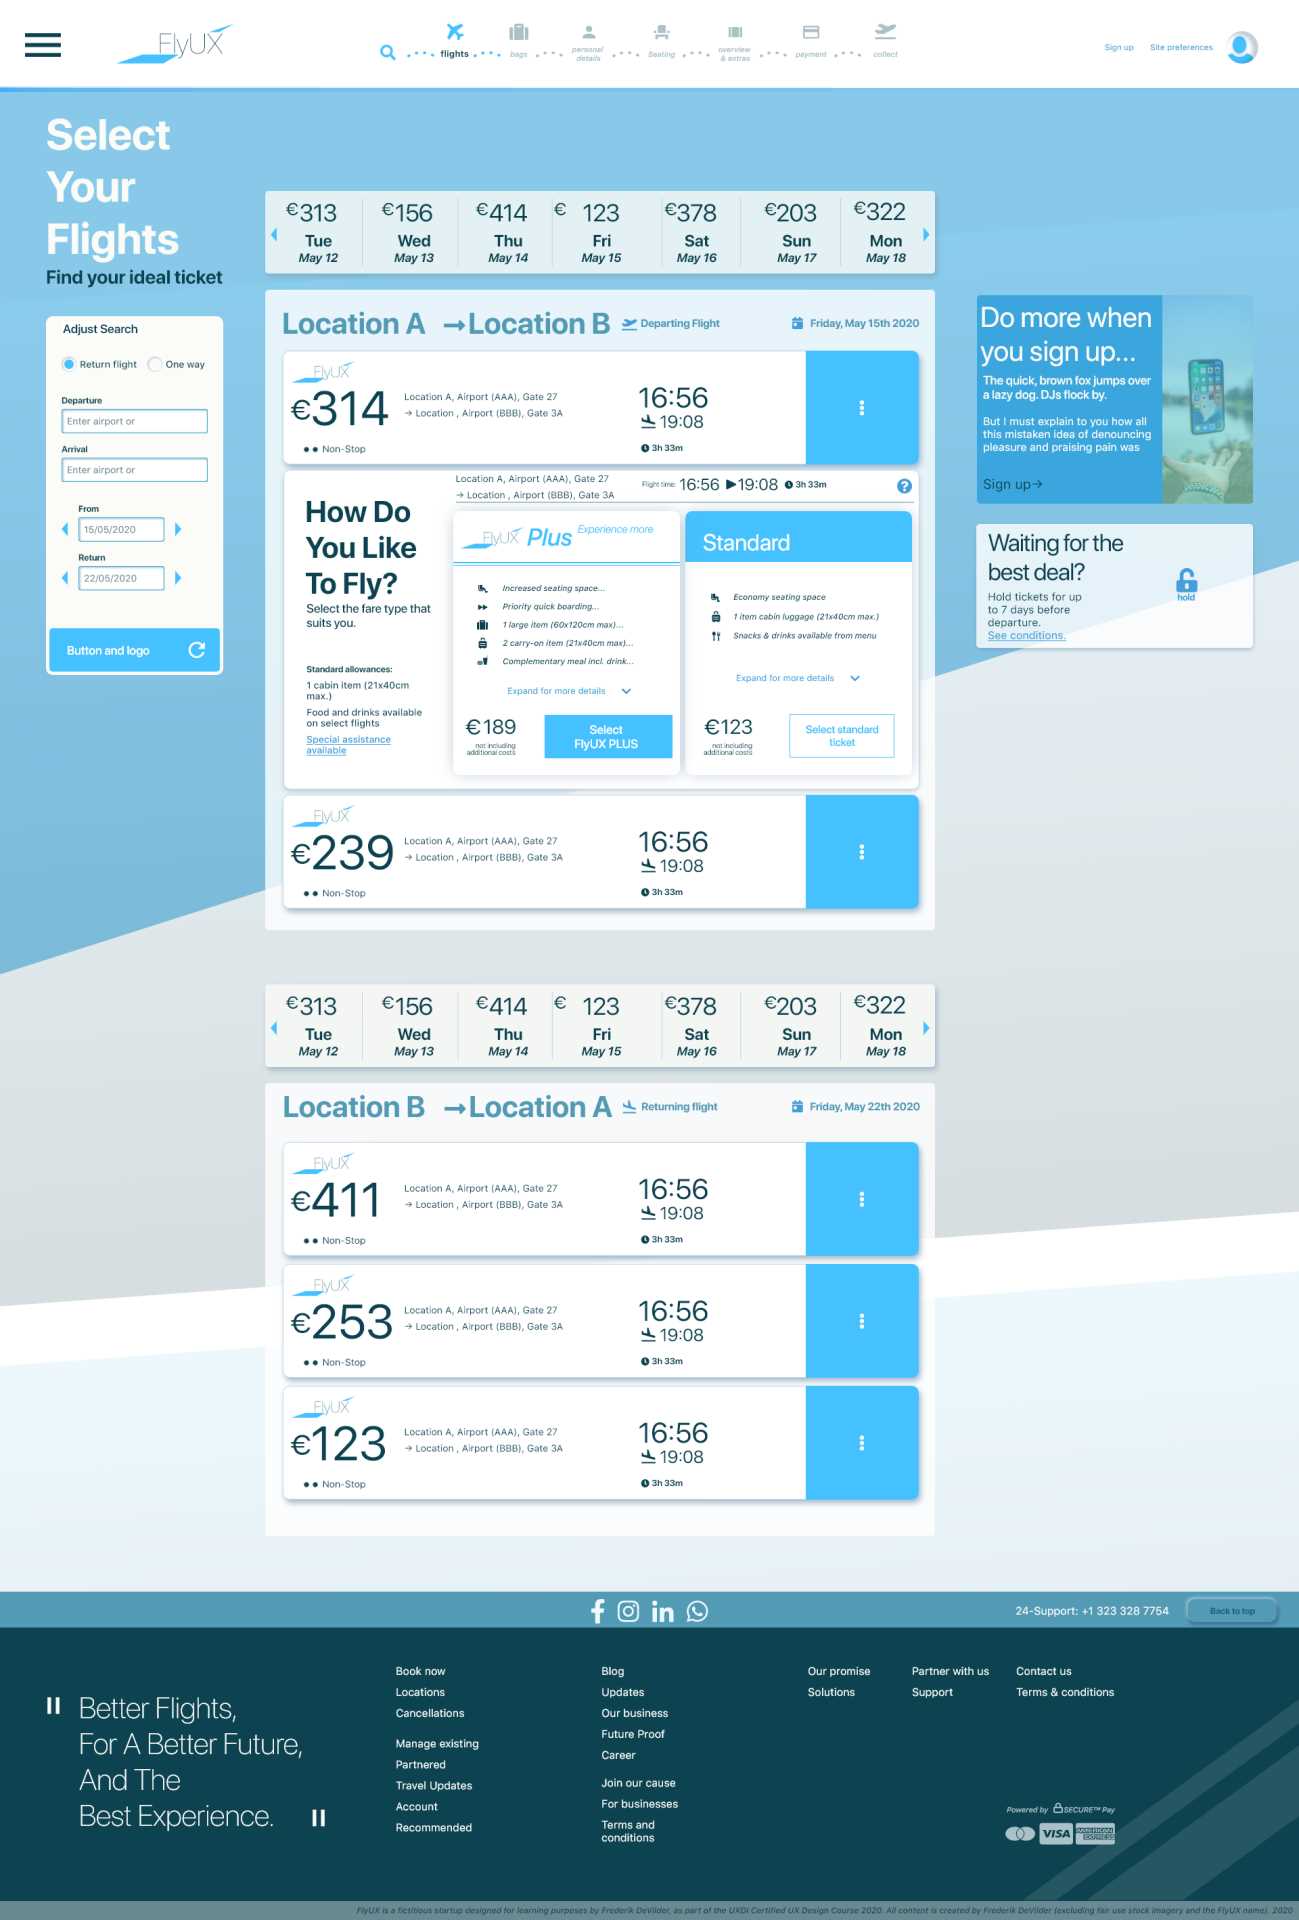 FlyUX
flights
bags
personal
details
Seating
overview
& extras
payment
collect
Sign up
Site preferences
Select
Your
Flights
Find your ideal ticket
Adjust Search
Return flight
One way
Departure
Enter airport or
Arrival
Enter airport or
From
15/05/2020
Return
22/05/2020
Button and logo
€313 €156 €414 € 123 €378 €203 €322
Tue Wed Thu Fri Sat Sun Mon
May 12 May 13 May 14 May 15 May 16 May 17 May 18
Location A → Location B Departing Flight Friday, May 15th 2020
FlyUX
€314
Non-Stop
Location A, Airport (AAA), Gate 27
→ Location , Airport (BBB), Gate 3A
16:56
19:08
3h 33m
How Do
You Like
To Fly?
Select the fare type that
suits you.
Standard allowances:
1 cabin item (21x40cm
max.)
Food and drinks available
on select flights
Special assistance
available
Location A, Airport (AAA), Gate 27
→ Location , Airport (BBB), Gate 3A
Flight time: 16:56 ▶ 19:08 3h 33m
?
FlyUX Plus Experience more
Increased seating space...
Priority quick boarding...
1 large item (60x120cm max)...
2 carry-on item (21x40cm max)...
Complementary meal incl. drink...
Expand for more details
€189
not including
additional costs
Select
FlyUX PLUS
Standard
Economy seating space
1 item cabin luggage (21x40cm max.)
Snacks & drinks available from menu
Expand for more details
€123
not including
additional costs
Select standard
ticket
FlyUX
€239
Non-Stop
Location A, Airport (AAA), Gate 27
→ Location , Airport (BBB), Gate 3A
16:56
19:08
3h 33m
Do more when
you sign up...
The quick, brown fox jumps over
a lazy dog. DJs flock by.
But I must explain to you how all
this mistaken idea of denouncing
pleasure and praising pain was
Sign up→
Waiting for the
best deal?
Hold tickets for up
to 7 days before
departure.
See conditions.
hold
€313 €156 €414 € 123 €378 €203 €322
Tue Wed Thu Fri Sat Sun Mon
May 12 May 13 May 14 May 15 May 16 May 17 May 18
Location B → Location A Returning flight Friday, May 22th 2020
FlyUX
€411
Non-Stop
Location A, Airport (AAA), Gate 27
→ Location , Airport (BBB), Gate 3A
16:56
19:08
3h 33m
FlyUX
€253
Non-Stop
Location A, Airport (AAA), Gate 27
→ Location , Airport (BBB), Gate 3A
16:56
19:08
3h 33m
FlyUX
€123
Non-Stop
Location A, Airport (AAA), Gate 27
→ Location , Airport (BBB), Gate 3A
16:56
19:08
3h 33m
24-Support: +1 323 328 7754
Back to top
" Better Flights,
For A Better Future,
And The
Best Experience. "
Book now
Locations
Cancellations
Manage existing
Partnered
Travel Updates
Account
Recommended
Blog
Updates
Our business
Future Proof
Career
Join our cause
For businesses
Terms and
conditions
Our promise
Solutions
Partner with us
Support
Contact us
Terms & conditions
Powered by SECURE™ Pay
VISA
AMERICAN
EXPRESS
FlyUX is a fictitious startup designed for learning purposes by Frederik DeVilder, as part of the UXDI Certified UX Design Course 2020. All content is created by Frederik DeVilder (excluding fair use stock imagery and the FlyUX name). 2020